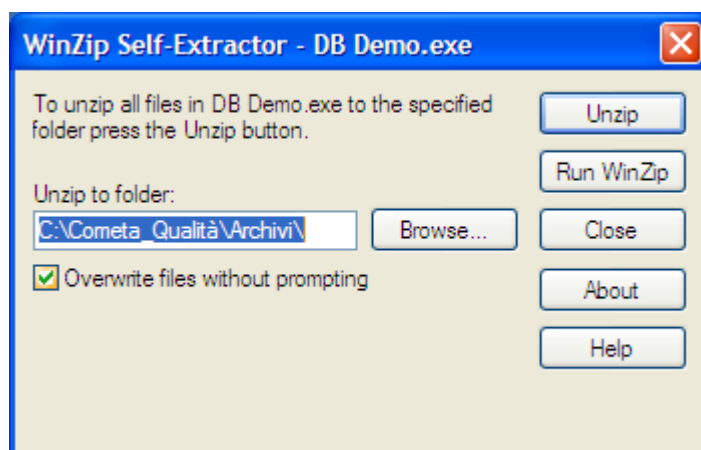 WinZip Self-Extractor - DB Demo.exe
To unzip all files in DB Demo.exe to the specified
folder press the Unzip button.
Unzip to folder:
C:\Cometa_Qualità\Archivi\
Browse...
Overwrite files without prompting
Unzip
Run WinZip
Close
About
Help